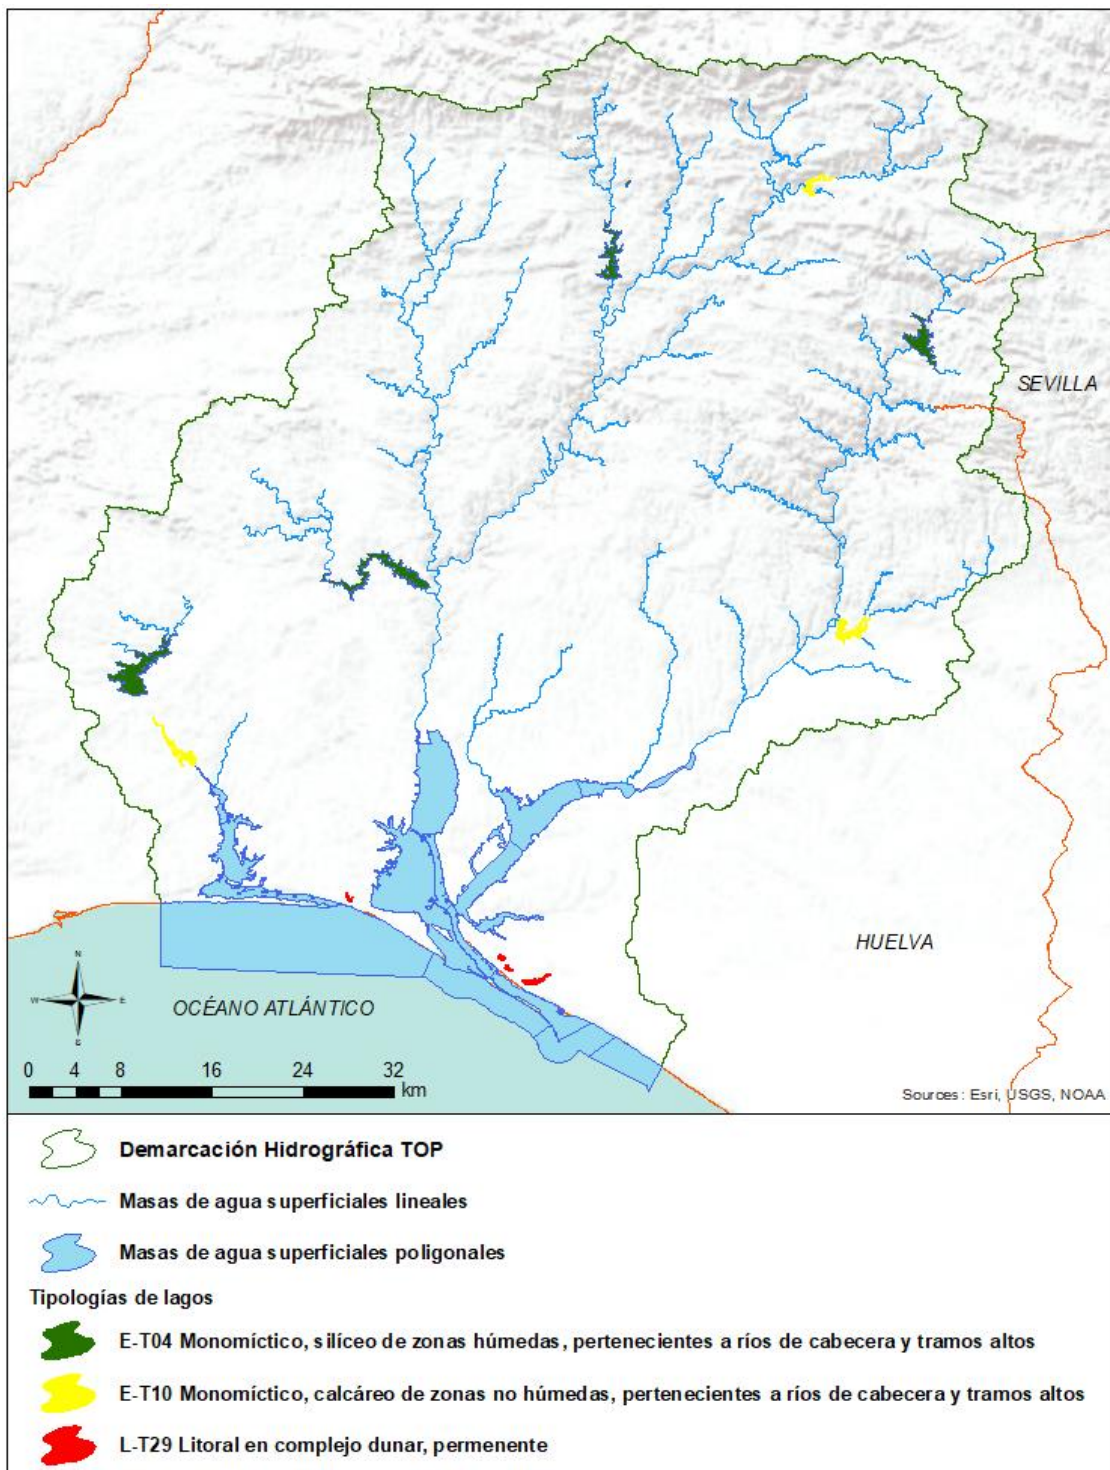 SEVILLA
HUELVA
N
W E
S
OCÉANO ATLÁNTICO
0 4 8 16 24 32
km
Sources: Esri, USGS, NOAA
Demarcación Hidrográfica TOP
Masas de agua superficiales lineales
Masas de agua superficiales poligonales
Tipologías de lagos
E-T04 Monomíctico, silíceo de zonas húmedas, pertenecientes a ríos de cabecera y tramos altos
E-T10 Monomíctico, calcáreo de zonas no húmedas, pertenecientes a ríos de cabecera y tramos altos
L-T29 Litoral en complejo dunar, permenente